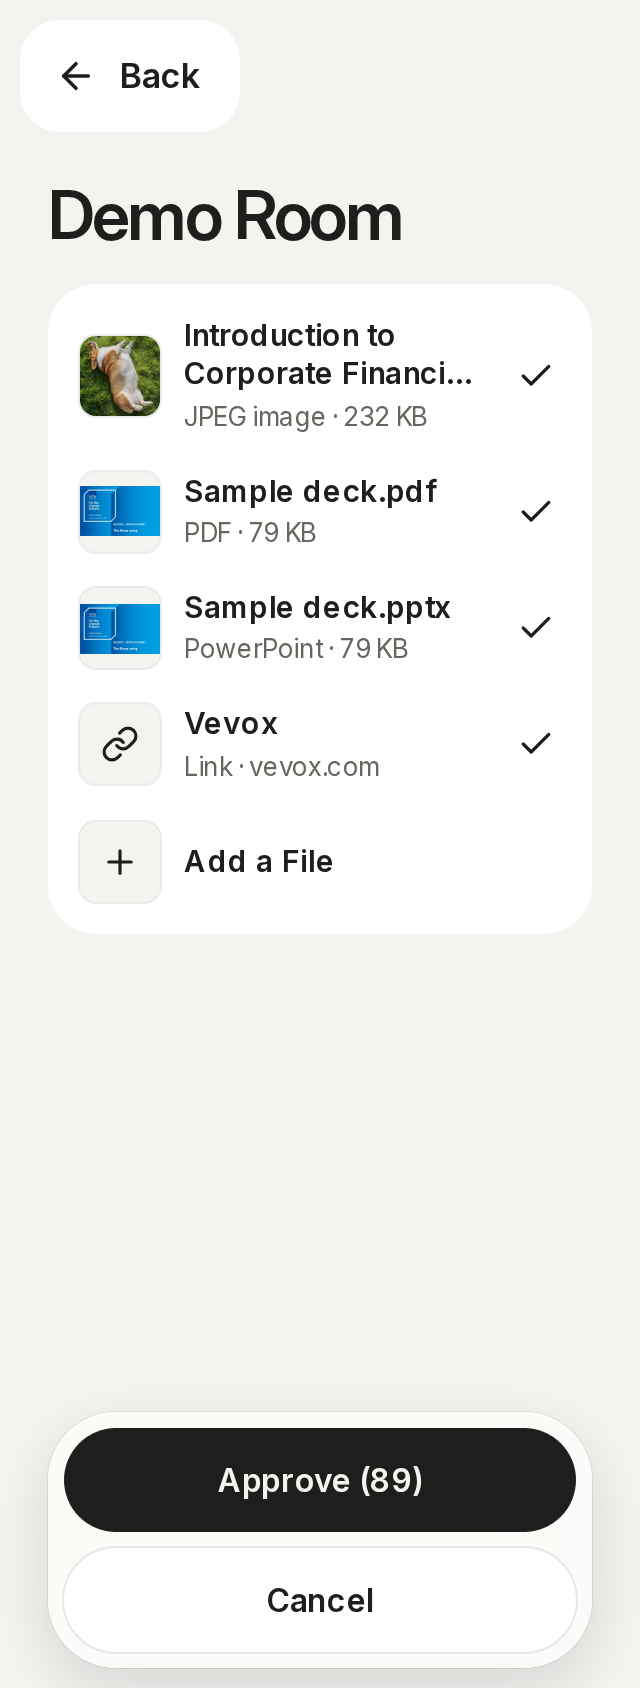 Back
Demo Room
Introduction to
Corporate Financi...
JPEG image · 232 KB
Sample deck.pdf
PDF · 79 KB
Sample deck.pptx
PowerPoint · 79 KB
Vevox
Link · vevox.com
Add a File
Approve (89)
Cancel